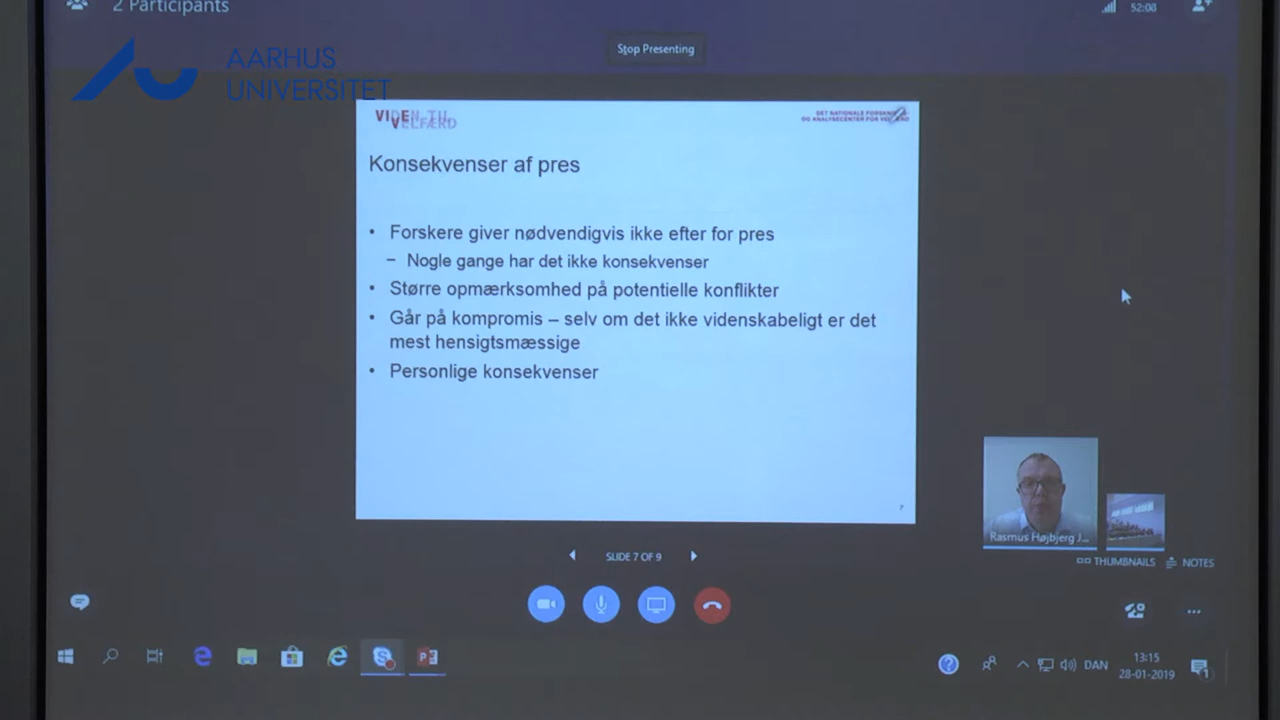 2 Participants
52:08
Stop Presenting
AARHUS
UNIVERSITET
VIDEN TIL
VELFÆRD
DET NATIONALE FORSKNINGS-
OG ANALYSECENTER FOR VELFÆRD
Konsekvenser af pres
• Forskere giver nødvendigvis ikke efter for pres
– Nogle gange har det ikke konsekvenser
• Større opmærksomhed på potentielle konflikter
• Går på kompromis – selv om det ikke videnskabeligt er det
mest hensigtsmæssige
• Personlige konsekvenser
7
Rasmus Højbjerg J...
SLIDE 7 OF 9
THUMBNAILS
NOTES
DAN
13:15
28-01-2019
1